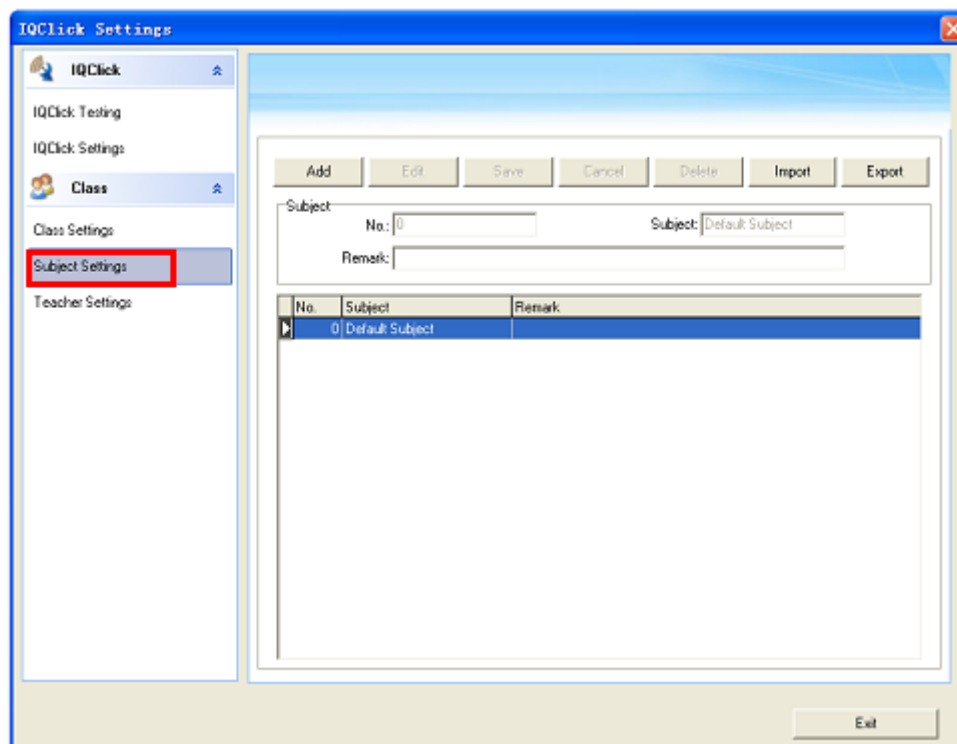 IQClick Settings
IQClick
IQClick Testing
IQClick Settings
Class
Class Settings
Subject Settings
Teacher Settings
Add Edit Save Cancel Delete Import Export
Subject
No.: 0 Subject: Default Subject
Remark:
No. Subject Remark
0 Default Subject
Exit